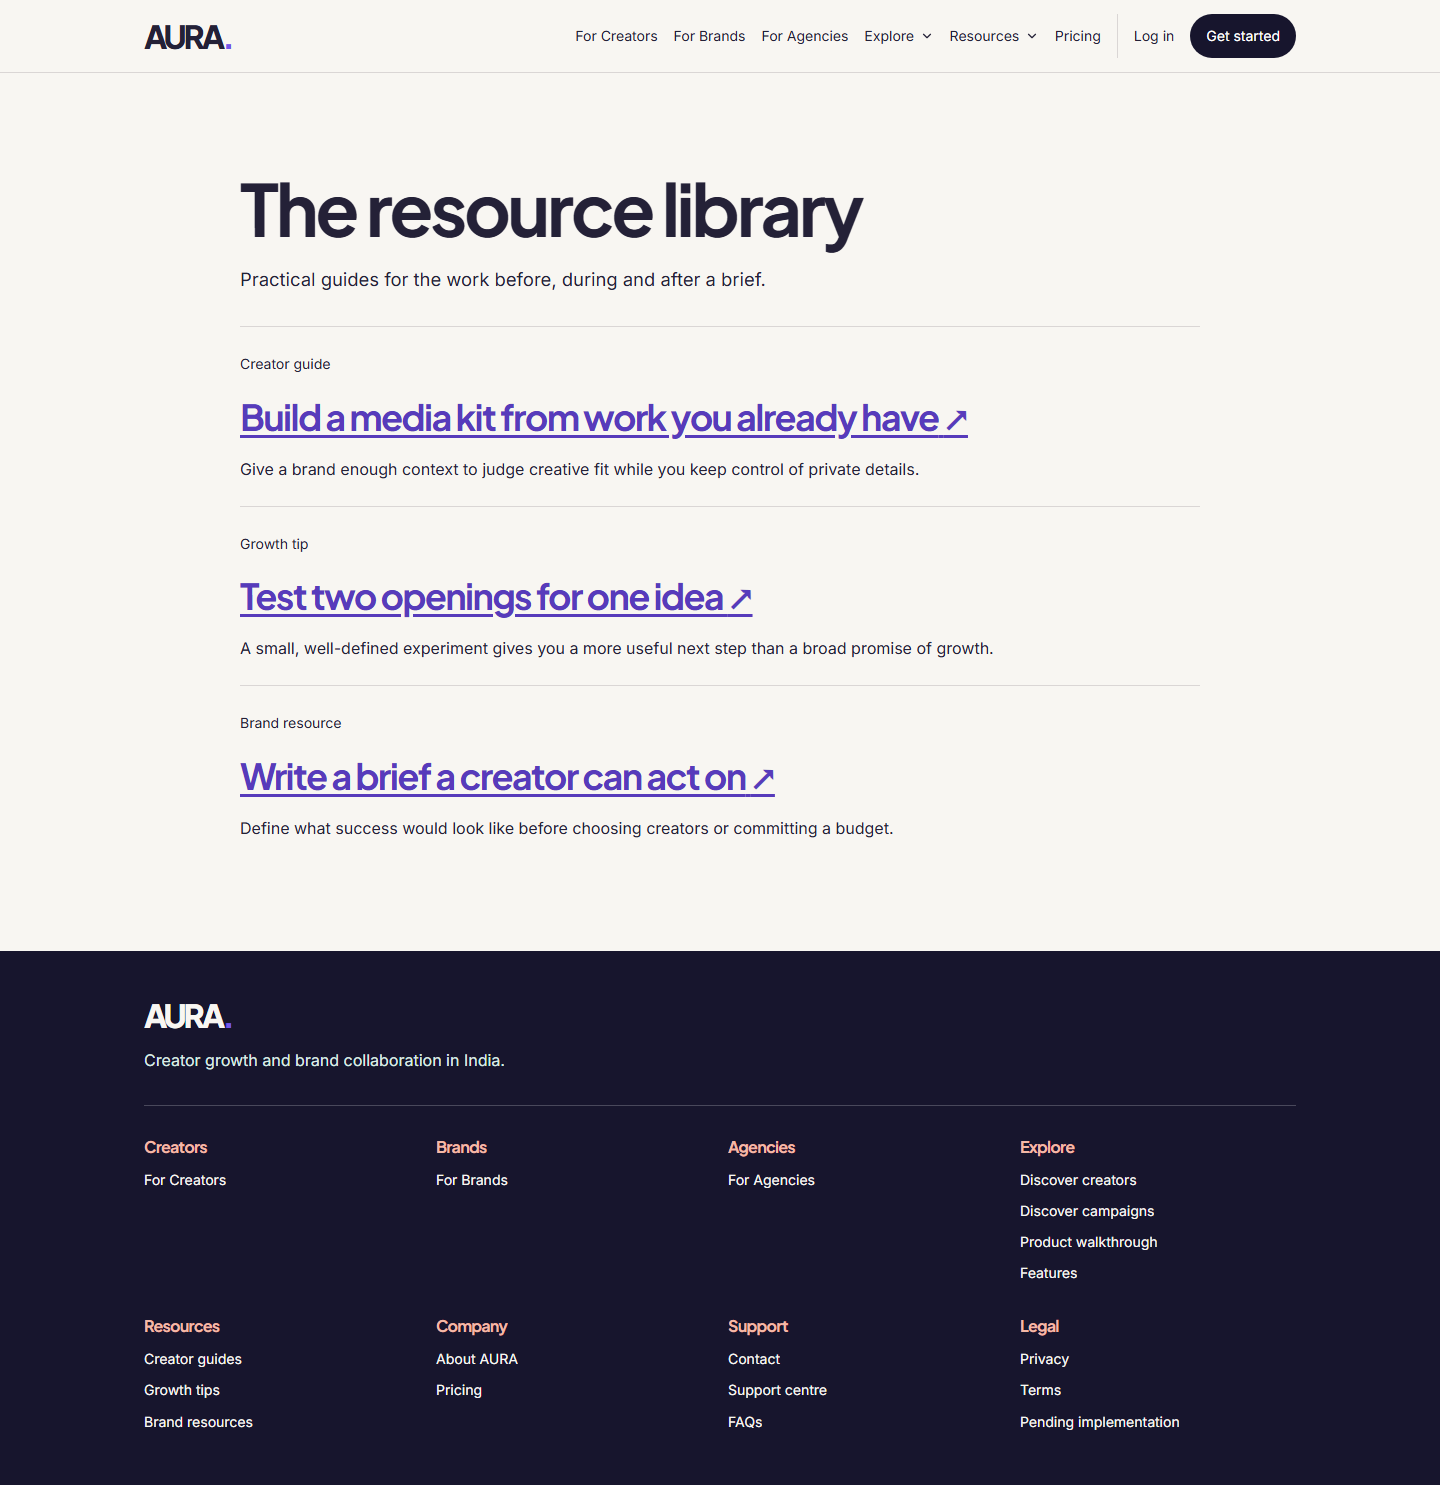 AURA.
For Creators For Brands For Agencies Explore Resources Pricing Log in Get started
The resource library
Practical guides for the work before, during and after a brief.
Creator guide
Build a media kit from work you already have ↗
Give a brand enough context to judge creative fit while you keep control of private details.
Growth tip
Test two openings for one idea ↗
A small, well-defined experiment gives you a more useful next step than a broad promise of growth.
Brand resource
Write a brief a creator can act on ↗
Define what success would look like before choosing creators or committing a budget.
AURA.
Creator growth and brand collaboration in India.
Creators
For Creators
Brands
For Brands
Agencies
For Agencies
Explore
Discover creators
Discover campaigns
Product walkthrough
Features
Resources
Creator guides
Growth tips
Brand resources
Company
About AURA
Pricing
Support
Contact
Support centre
FAQs
Legal
Privacy
Terms
Pending implementation